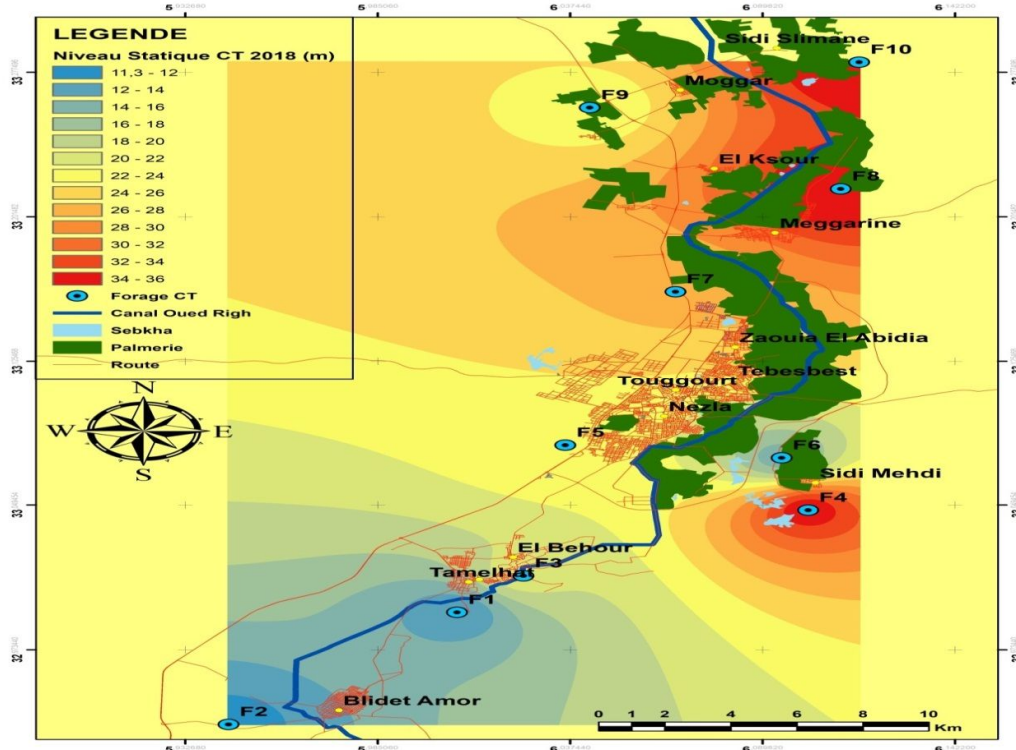 LEGENDE
Niveau Statique CT 2018 (m)
11,3 - 12
12 - 14
14 - 16
16 - 18
18 - 20
20 - 22
22 - 24
24 - 26
26 - 28
28 - 30
30 - 32
32 - 34
34 - 36
Forage CT
Canal Oued Righ
Sebkha
Palmerie
Route
N
W E
S
Sidi Slimane
F10
Moggar
F9
El Ksour
F8
Meggarine
F7
Zaouia El Abidia
Tebesbest
Touggourt
Nezla
F5
F6
Sidi Mehdi
F4
El Behour
F3
Tamelhat
F1
Blidet Amor
F2
0 1 2 4 6 8 10
Km